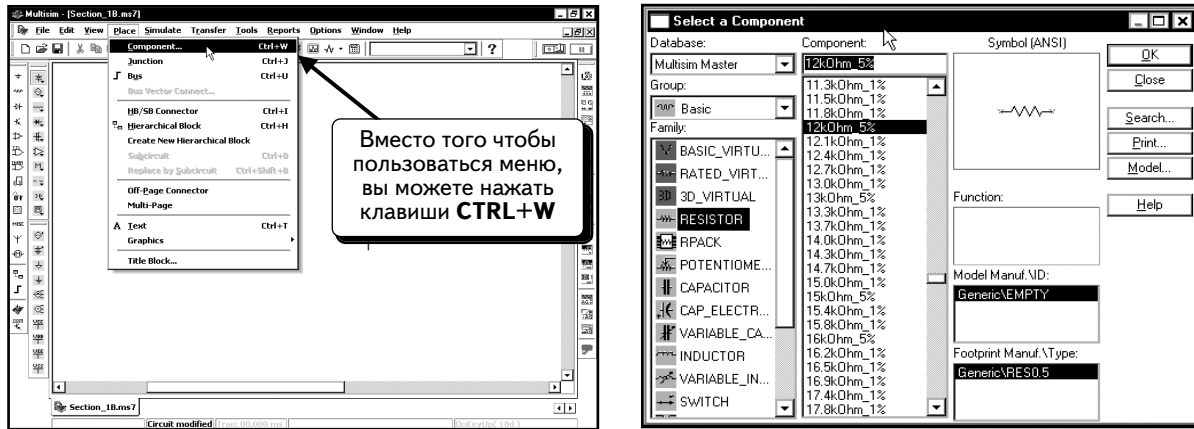 Multisim - [Section_1B.ms7]
File Edit View Place Simulate Transfer Tools Reports Options Window Help
Component... Ctrl+W
Junction Ctrl+J
Bus Ctrl+U
Bus Vector Connect...
HB/SB Connector Ctrl+I
Hierarchical Block Ctrl+H
Create New Hierarchical Block
Subcircuit Ctrl+B
Replace by Subcircuit Ctrl+Shift+B
Off-Page Connector
Multi-Page
A Text Ctrl+T
Graphics
Title Block...
Вместо того чтобы
пользоваться меню,
вы можете нажать
клавиши CTRL+W
Section_1B.ms7
Circuit modified Tran: 00.000 ms
Select a Component
Database:
Multisim Master
Group:
Basic
Family:
BASIC_VIRTU...
RATED_VIRT...
3D_VIRTUAL
RESISTOR
RPACK
POTENTIOME...
CAPACITOR
CAP_ELECTR...
VARIABLE_CA...
INDUCTOR
VARIABLE_IN...
SWITCH
Component:
12kOhm_5%
11.3kOhm_1%
11.5kOhm_1%
11.8kOhm_1%
12kOhm_5%
12.1kOhm_1%
12.4kOhm_1%
12.7kOhm_1%
13.0kOhm_1%
13kOhm_5%
13.3kOhm_1%
13.7kOhm_1%
14.0kOhm_1%
14.3kOhm_1%
14.7kOhm_1%
15.0kOhm_1%
15kOhm_5%
15.4kOhm_1%
15.8kOhm_1%
16kOhm_5%
16.2kOhm_1%
16.5kOhm_1%
16.9kOhm_1%
17.4kOhm_1%
17.8kOhm_1%
Symbol (ANSI)
Function:
Model Manuf.\ID:
Generic\EMPTY
Footprint Manuf.\Type:
Generic\RES0.5
OK
Close
Search...
Print...
Model...
Help